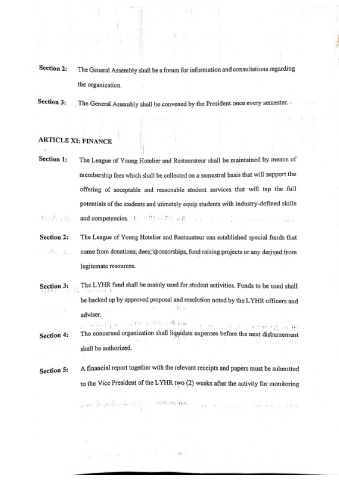 Section 2: The General Assembly shall be a forum for information and consultations regarding
the organization.
Section 3: The General Assembly shall be convened by the President once every semester.
ARTICLE XI: FINANCE
Section 1: The League of Young Hotelier and Restaurateur shall be maintained by means of
membership fees which shall be collected on a semestral basis that will support the
offering of acceptable and reasonable student services that will tap the full
potentials of the students and utimately equip students with industry-defined skills
and competencies.
Section 2: The League of Young Hotelier and Restauateur can established special funds that
come from donations, dees, sponsorships, fund raising projects or any derived from
legitemate resources.
Section 3: The LYHR fund shall be mainly used for student activities. Funds to be used shall
be backed up by approved proposal and resolution noted by the LYHR officers and
adviser.
Section 4: The concerned organization shall liquidate expenses before the next disbursement
shall be authorized.
Section 5: A financial report together with the relevant receipts and papers must be submitted
to the Vice President of the LYHR two (2) weeks after the activity for monitoring